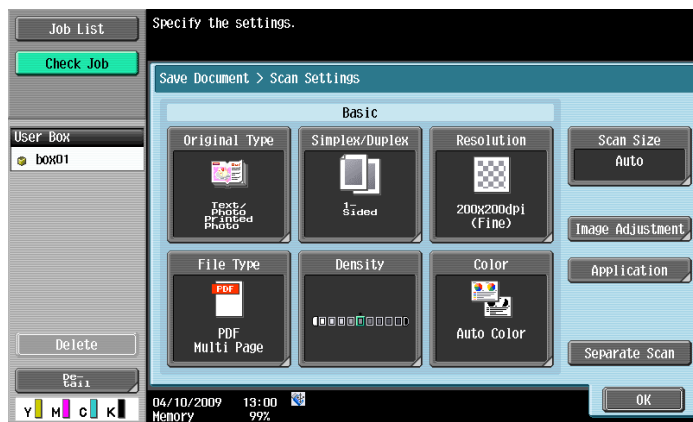 Job List
Check Job
Specify the settings.
Save Document > Scan Settings
Basic
User Box
box01
Original Type
Text/
Photo
Printed
Photo
Simplex/Duplex
1-
Sided
Resolution
200X200dpi
(Fine)
Scan Size
Auto
Image Adjustment
Application
File Type
PDF
PDF
Multi Page
Density
Color
Auto Color
Separate Scan
Delete
De-
tail
Y M C K
04/10/2009 13:00
Memory 99%
OK